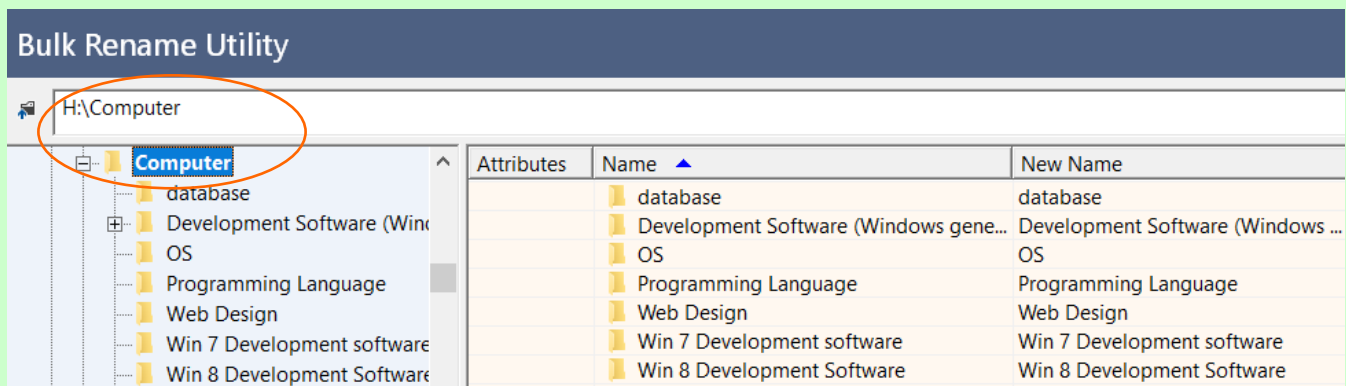 Bulk Rename Utility
H:\Computer
Computer
database
Development Software (Wind
OS
Programming Language
Web Design
Win 7 Development software
Win 8 Development Software
Attributes Name New Name
database database
Development Software (Windows gene... Development Software (Windows ...
OS OS
Programming Language Programming Language
Web Design Web Design
Win 7 Development software Win 7 Development software
Win 8 Development Software Win 8 Development Software